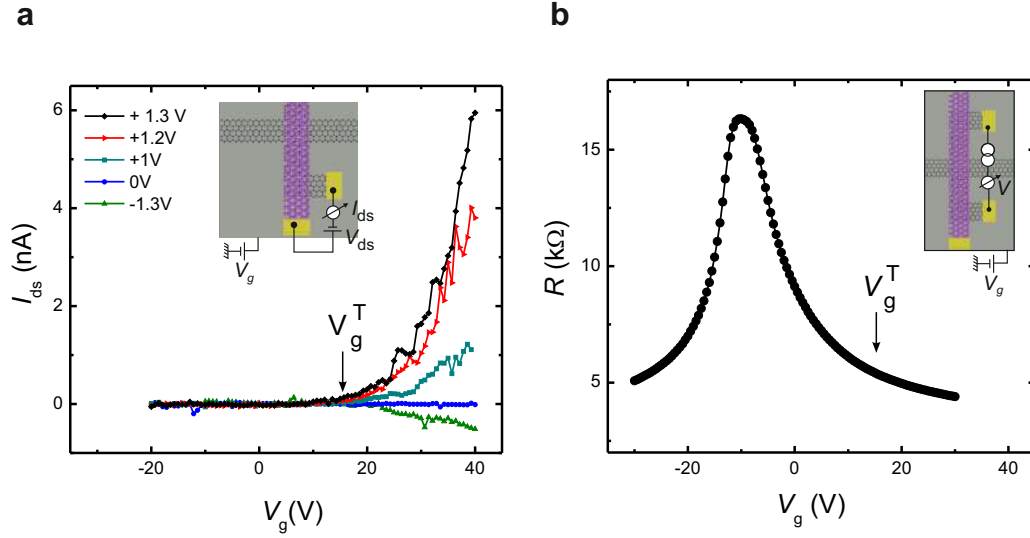 a
b
+ 1.3 V
+1.2V
+1V
0V
-1.3V
I_ds
V_ds
V_g
V_g^T
I_ds (nA)
6
4
2
0
-20
0
20
40
V_g(V)
V
V_g
V_g^T
R (kΩ)
15
10
5
-20
0
20
40
V_g (V)